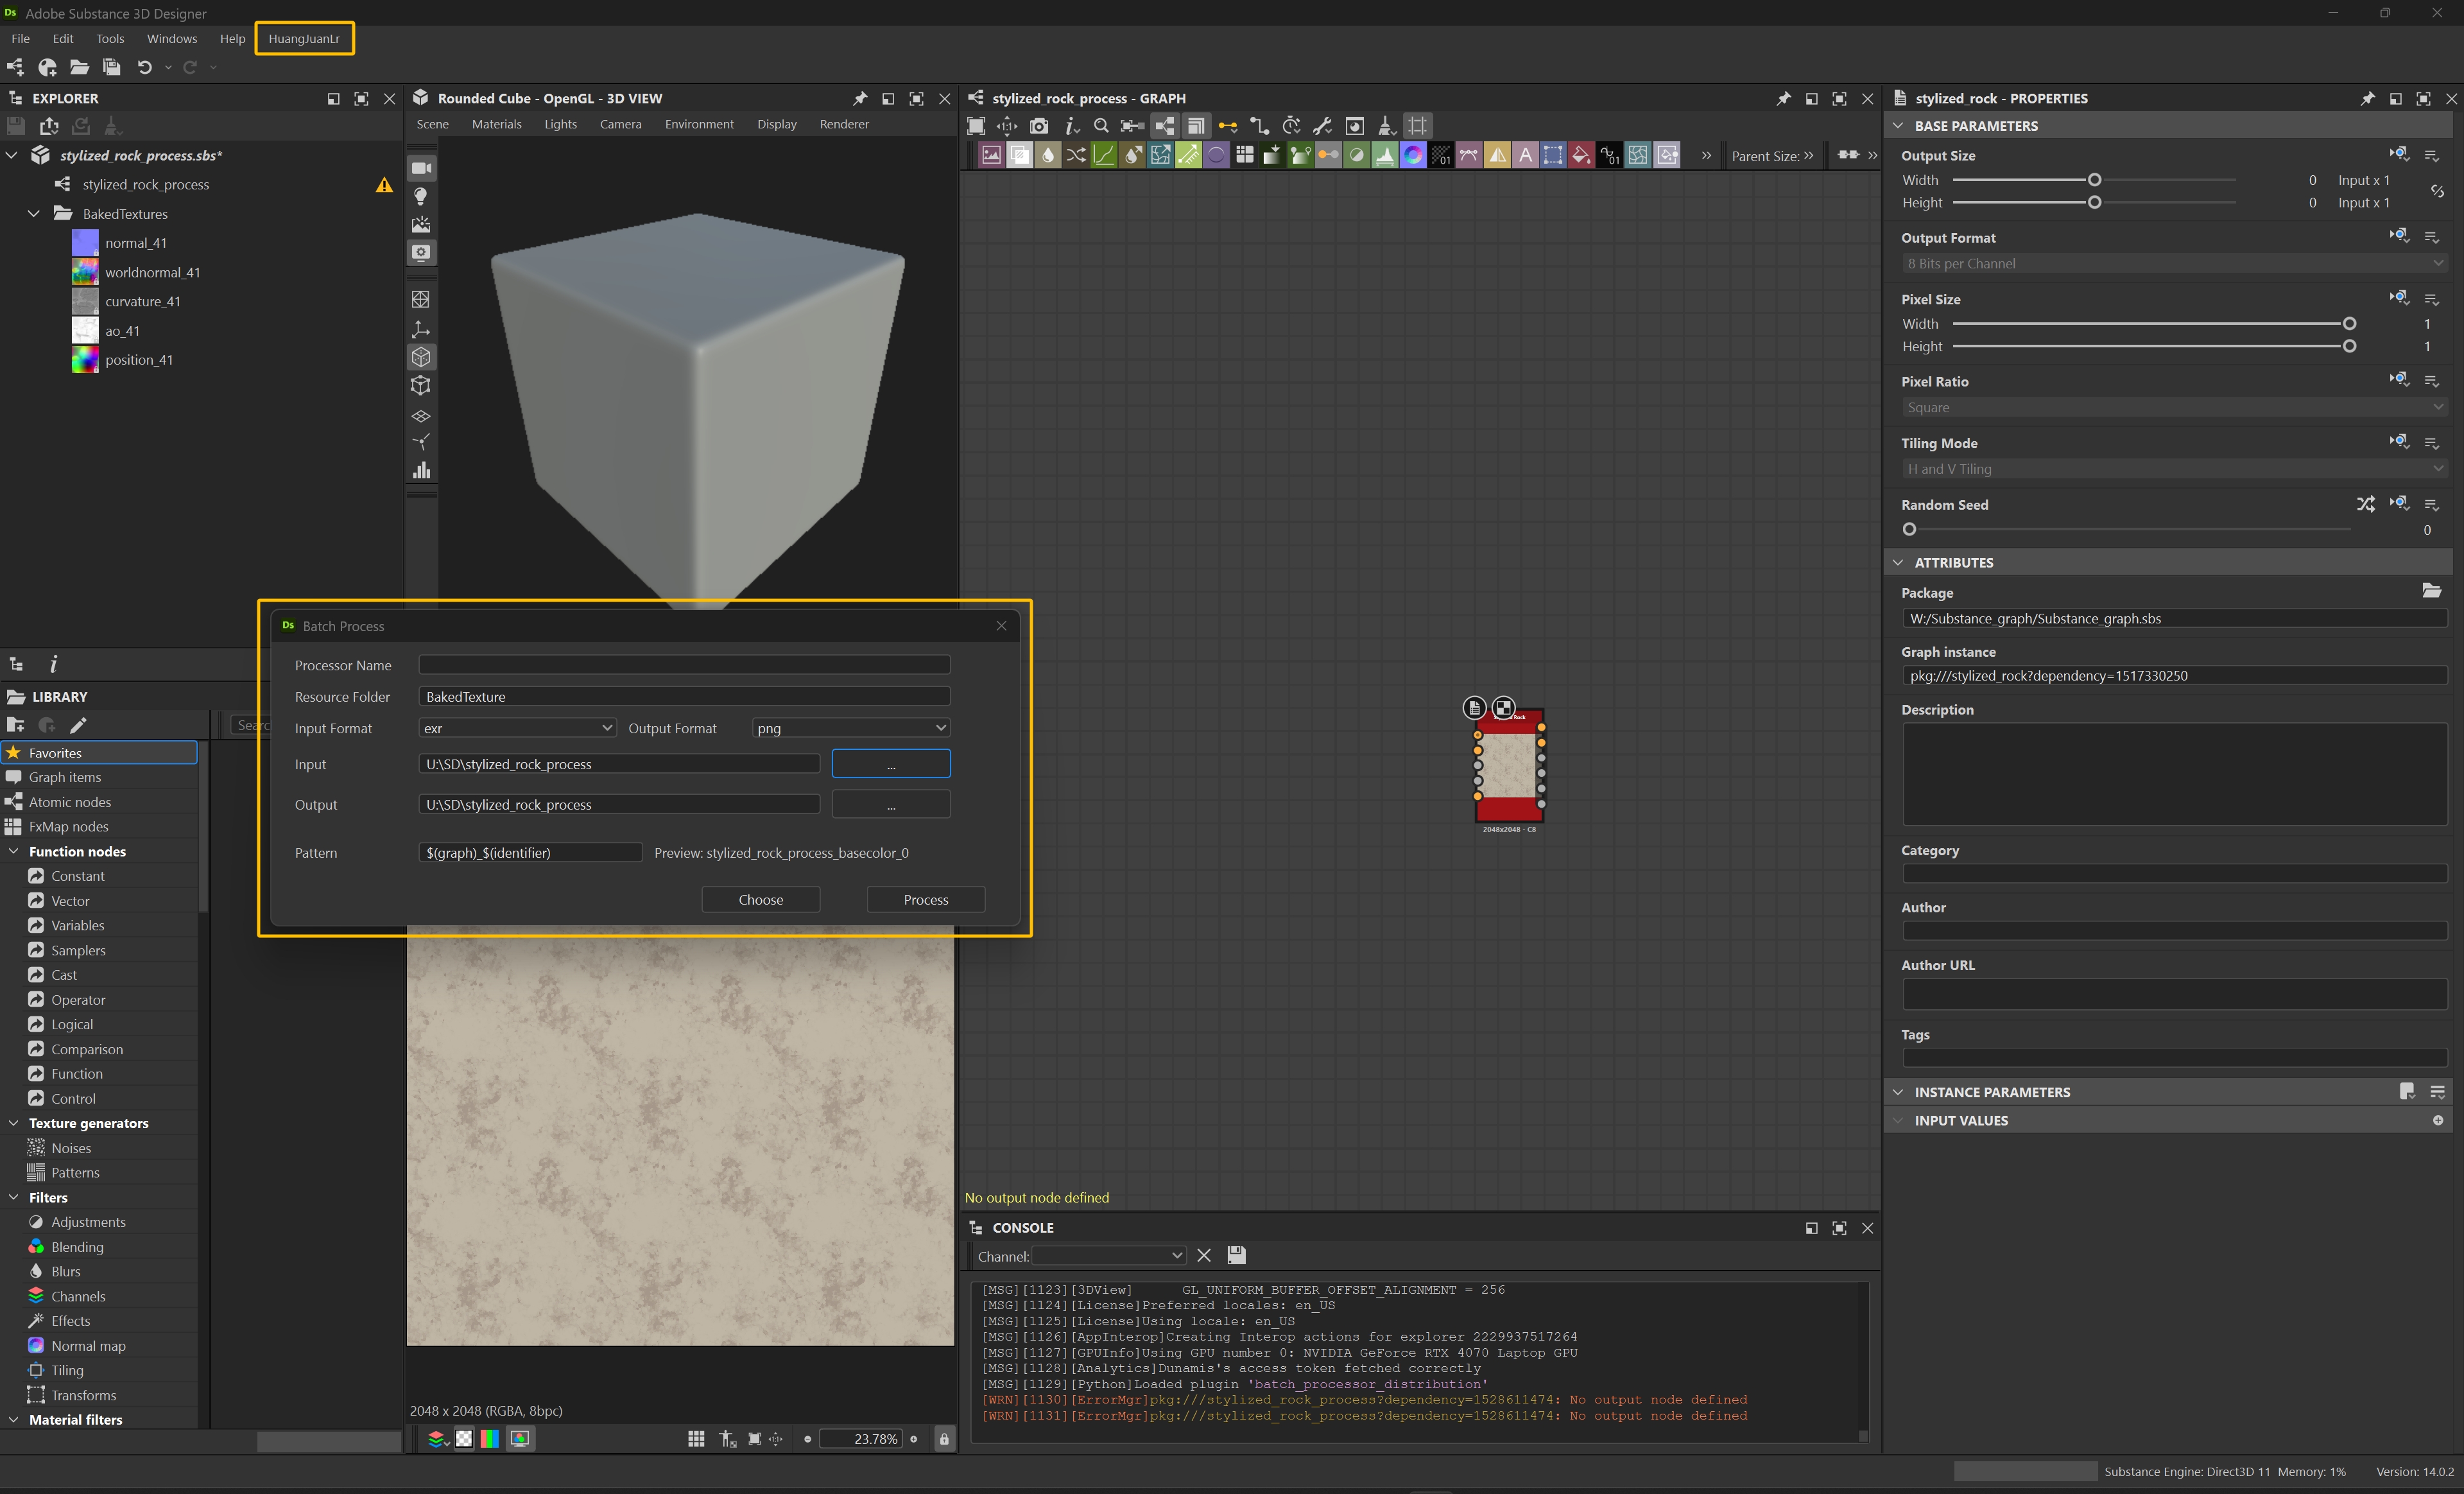 Ds Adobe Substance 3D Designer
File Edit Tools Windows Help HuangJuanLr
EXPLORER
stylized_rock_process.sbs*
stylized_rock_process
BakedTextures
normal_41
worldnormal_41
curvature_41
ao_41
position_41
LIBRARY
Searc
Favorites
Graph items
Atomic nodes
FxMap nodes
Function nodes
Constant
Vector
Variables
Samplers
Cast
Operator
Logical
Comparison
Function
Control
Texture generators
Noises
Patterns
Filters
Adjustments
Blending
Blurs
Channels
Effects
Normal map
Tiling
Transforms
Material filters
Rounded Cube - OpenGL - 3D VIEW
Scene Materials Lights Camera Environment Display Renderer
Ds Batch Process
Processor Name
Resource Folder BakedTexture
Input Format exr Output Format png
Input U:\SD\stylized_rock_process ...
Output U:\SD\stylized_rock_process ...
Pattern $(graph)_$(identifier) Preview: stylized_rock_process_basecolor_0
Choose Process
2048 x 2048 (RGBA, 8bpc)
23.78%
stylized_rock_process - GRAPH
Parent Size:
Rock
2048x2048 - C8
No output node defined
CONSOLE
Channel:
[MSG][1123][3DView] GL_UNIFORM_BUFFER_OFFSET_ALIGNMENT = 256
[MSG][1124][License]Preferred locales: en_US
[MSG][1125][License]Using locale: en_US
[MSG][1126][AppInterop]Creating Interop actions for explorer 2229937517264
[MSG][1127][GPUInfo]Using GPU number 0: NVIDIA GeForce RTX 4070 Laptop GPU
[MSG][1128][Analytics]Dunamis's access token fetched correctly
[MSG][1129][Python]Loaded plugin 'batch_processor_distribution'
[WRN][1130][ErrorMgr]pkg:///stylized_rock_process?dependency=1528611474: No output node defined
[WRN][1131][ErrorMgr]pkg:///stylized_rock_process?dependency=1528611474: No output node defined
stylized_rock - PROPERTIES
BASE PARAMETERS
Output Size
Width 0 Input x 1
Height 0 Input x 1
Output Format
8 Bits per Channel
Pixel Size
Width 1
Height 1
Pixel Ratio
Square
Tiling Mode
H and V Tiling
Random Seed
0
ATTRIBUTES
Package
W:/Substance_graph/Substance_graph.sbs
Graph instance
pkg:///stylized_rock?dependency=1517330250
Description
Category
Author
Author URL
Tags
INSTANCE PARAMETERS
INPUT VALUES
Substance Engine: Direct3D 11 Memory: 1% Version: 14.0.2